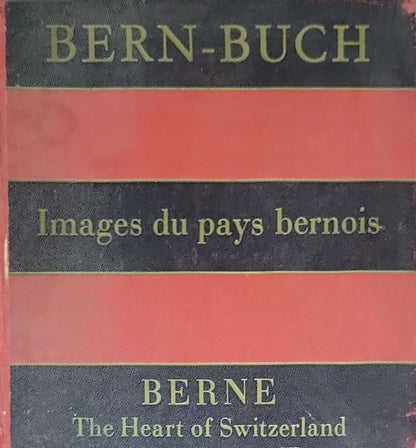 BERN-BUCH
Images du pays bernois
BERNE
The Heart of Switzerland